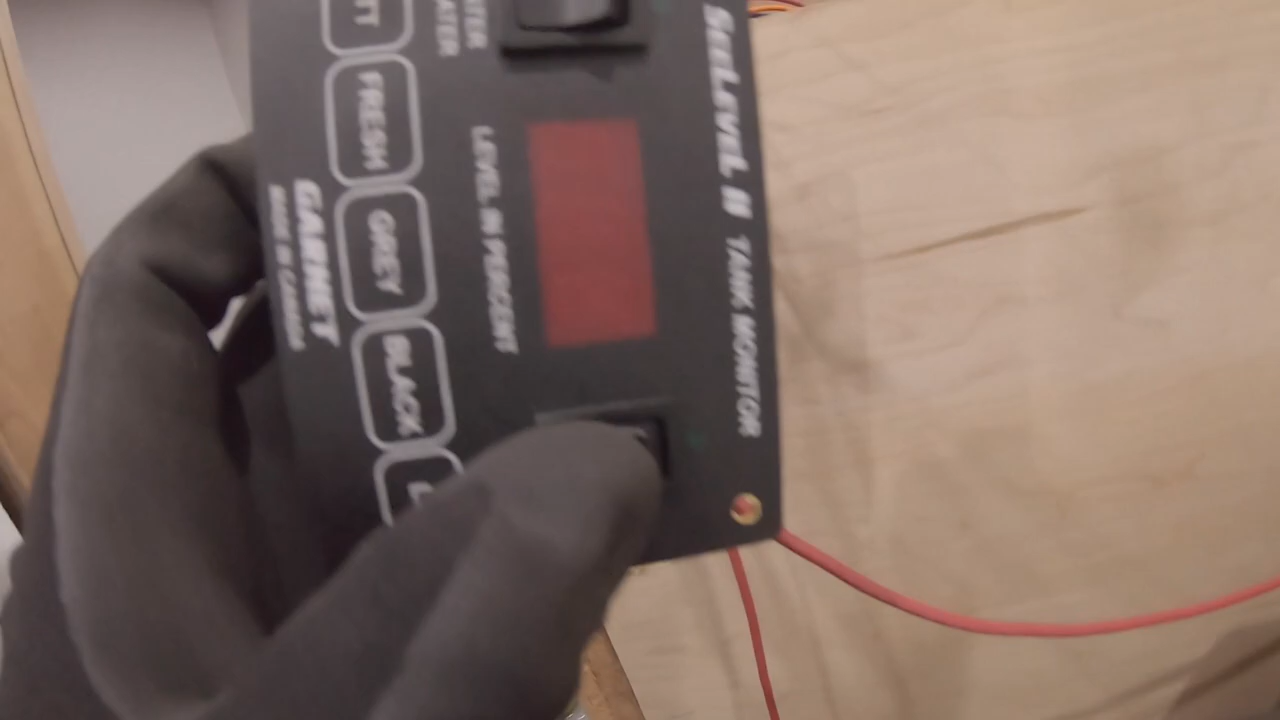 SEELEVEL II TANK MONITOR
LEVEL IN PERCENT
FRESH
GREY
BLACK
GARNET
MADE IN CANADA